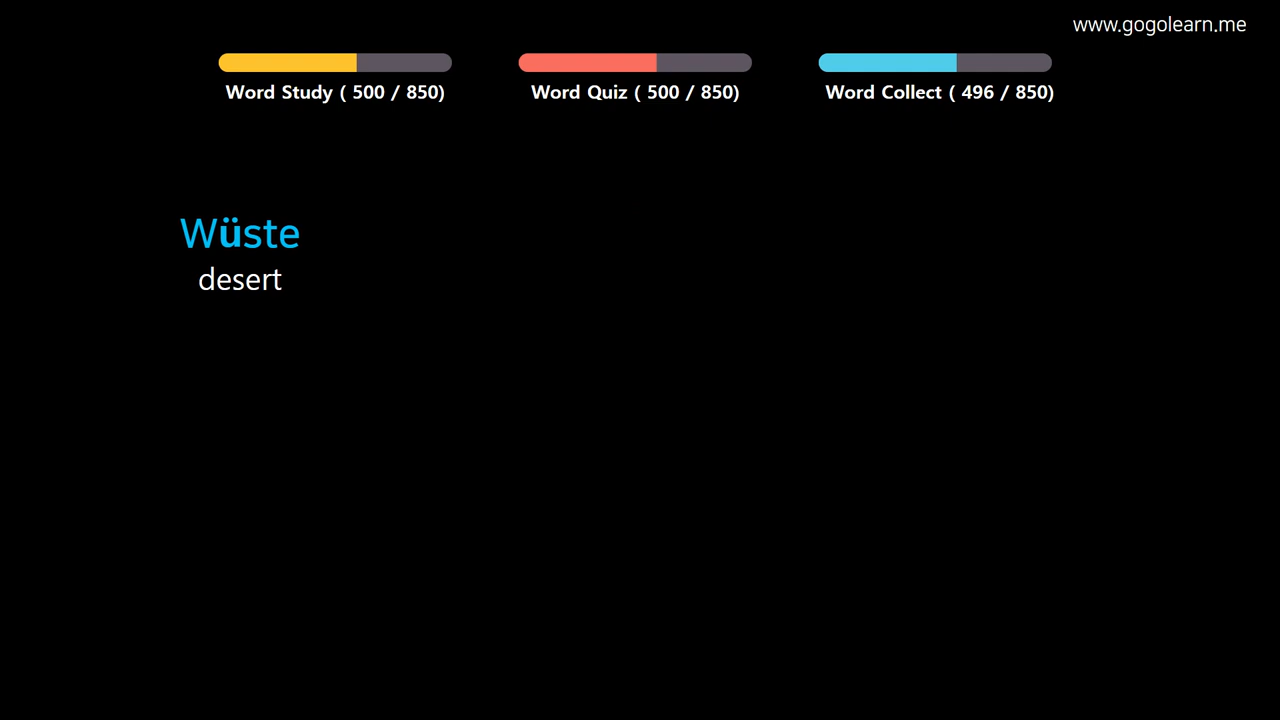 www.gogolearn.me
Word Study ( 500 / 850)
Word Quiz ( 500 / 850)
Word Collect ( 496 / 850)
Wüste
desert